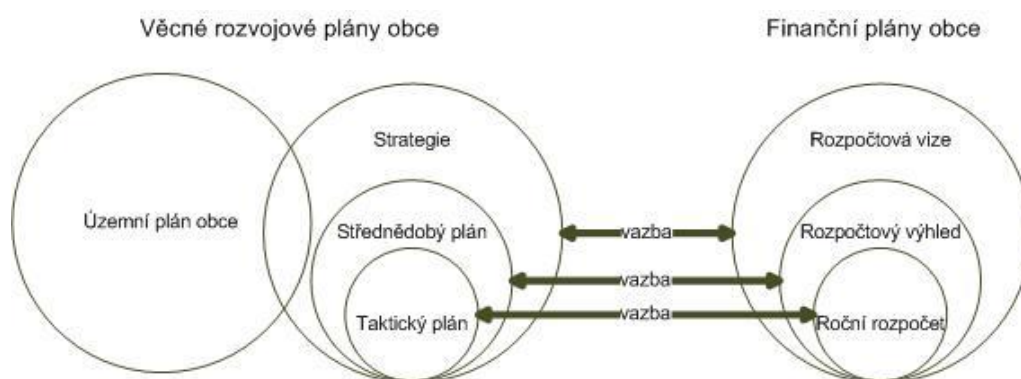 Věcné rozvojové plány obce
Finanční plány obce
Strategie
Rozpočtová vize
Územní plán obce
Střednědobý plán
vazba
Rozpočtový výhled
vazba
vazba
Taktický plán
Roční rozpočet